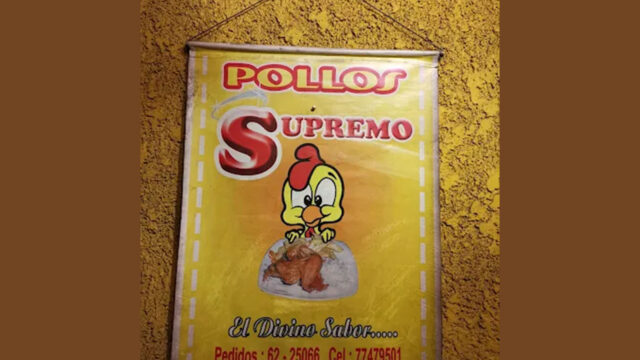 POLLOS
SUPREMO
El Divino Sabor.....
Pedidos : 62 - 25066 Cel : 77479501